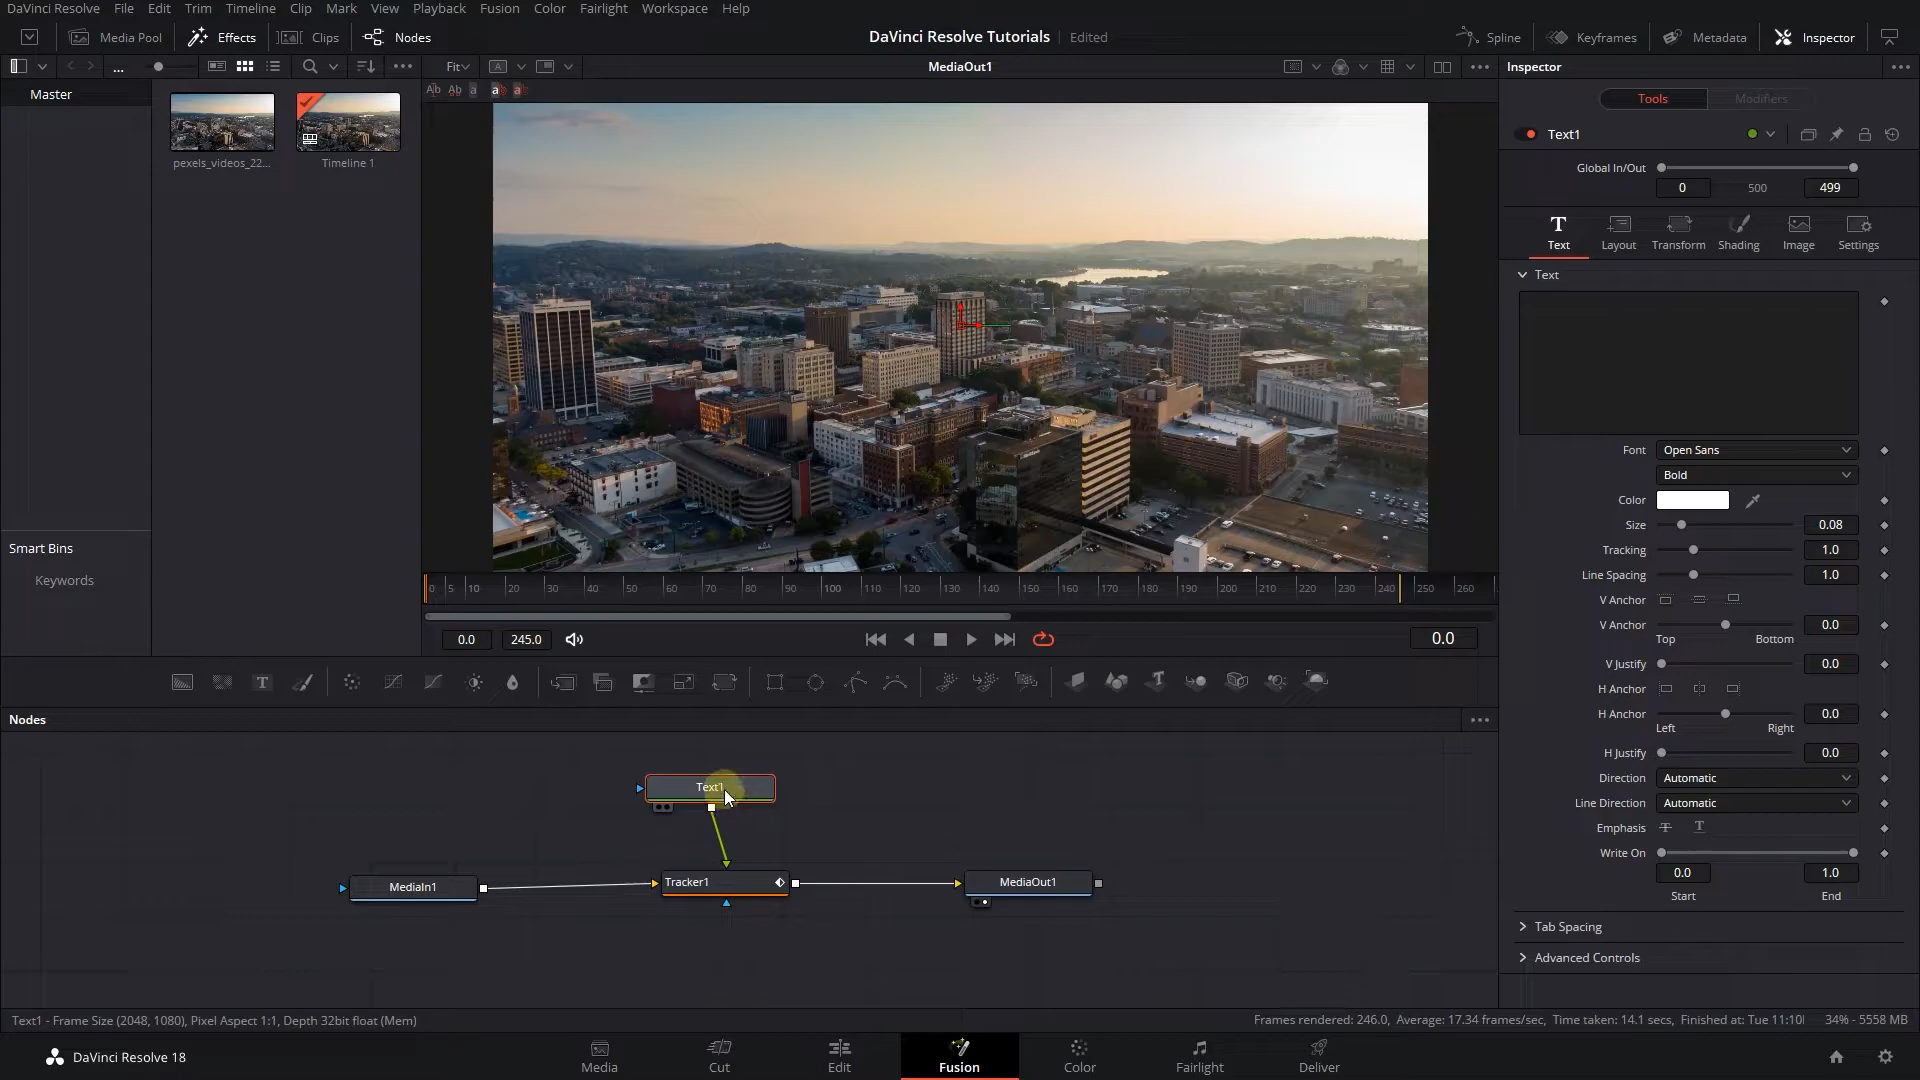 DaVinci Resolve File Edit Trim Timeline Clip Mark View Playback Fusion Color Fairlight Workspace Help
Media Pool Effects Clips Nodes DaVinci Resolve Tutorials Edited Spline Keyframes Metadata Inspector
... Fit MediaOut1 Inspector
Master
Tools Modifiers
Text1
pexels_videos_22... Timeline 1
Global In/Out
0 500 499
Text Layout Transform Shading Image Settings
Text
Font Open Sans
Bold
Color
Size 0.08
Tracking 1.0
Line Spacing 1.0
V Anchor
V Anchor 0.0
Top Bottom
V Justify 0.0
H Anchor
H Anchor 0.0
Left Right
H Justify 0.0
Direction Automatic
Line Direction Automatic
Emphasis
Write On
0.0 1.0
Start End
Tab Spacing
Advanced Controls
Smart Bins
Keywords
0 5 10 20 30 40 50 60 70 80 90 100 110 120 130 140 150 160 170 180 190 200 210 220 230 240 250 260
0.0 245.0 0.0
Nodes
Text1
MediaIn1 Tracker1 MediaOut1
Text1 - Frame Size (2048, 1080), Pixel Aspect 1:1, Depth 32bit float (Mem)
Frames rendered: 246.0, Average: 17.34 frames/sec, Time taken: 14.1 secs, Finished at: Tue 11:10 34% - 5558 MB
DaVinci Resolve 18
Media Cut Edit Fusion Color Fairlight Deliver